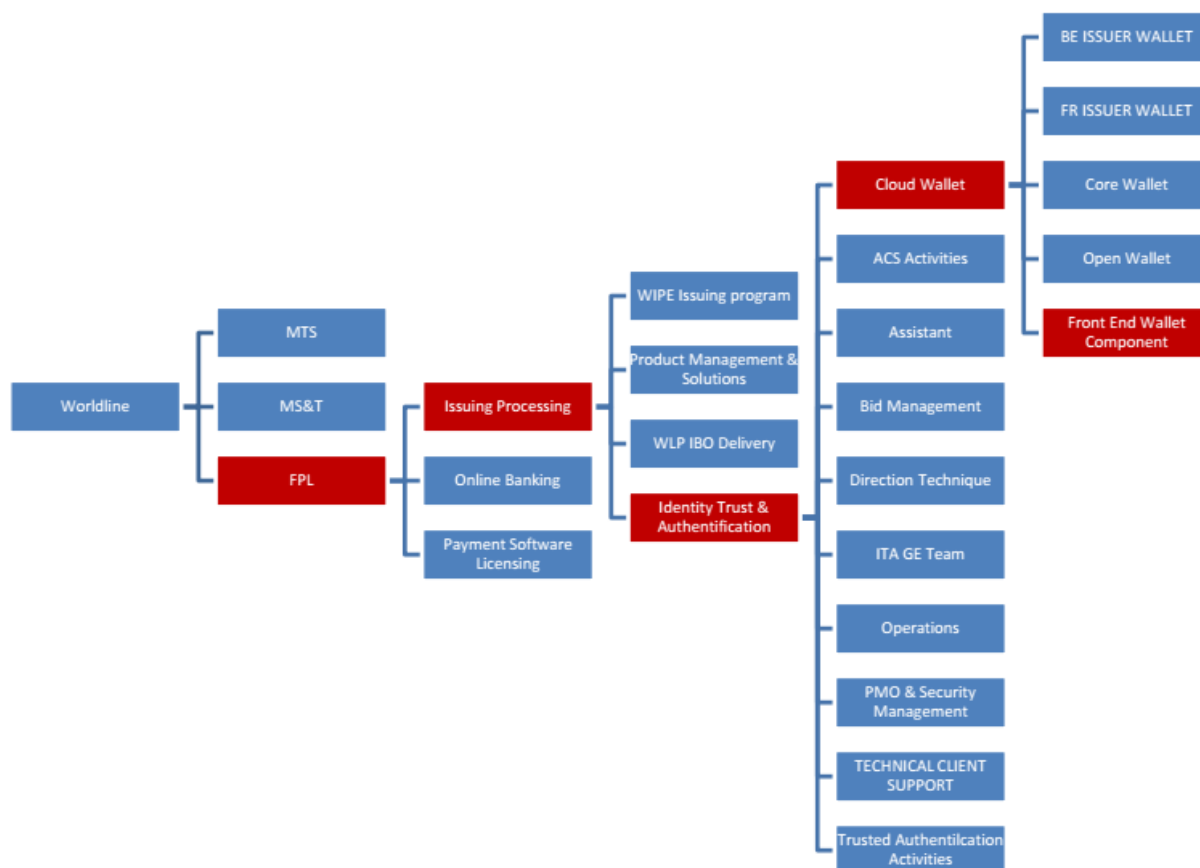 Worldline
MTS
MS&T
FPL
Issuing Processing
Online Banking
Payment Software
Licensing
WIPE Issuing program
Product Management &
Solutions
WLP IBO Delivery
Identity Trust &
Authentification
Cloud Wallet
ACS Activities
Assistant
Bid Management
Direction Technique
ITA GE Team
Operations
PMO & Security
Management
TECHNICAL CLIENT
SUPPORT
Trusted Authentilcation
Activities
BE ISSUER WALLET
FR ISSUER WALLET
Core Wallet
Open Wallet
Front End Wallet
Component